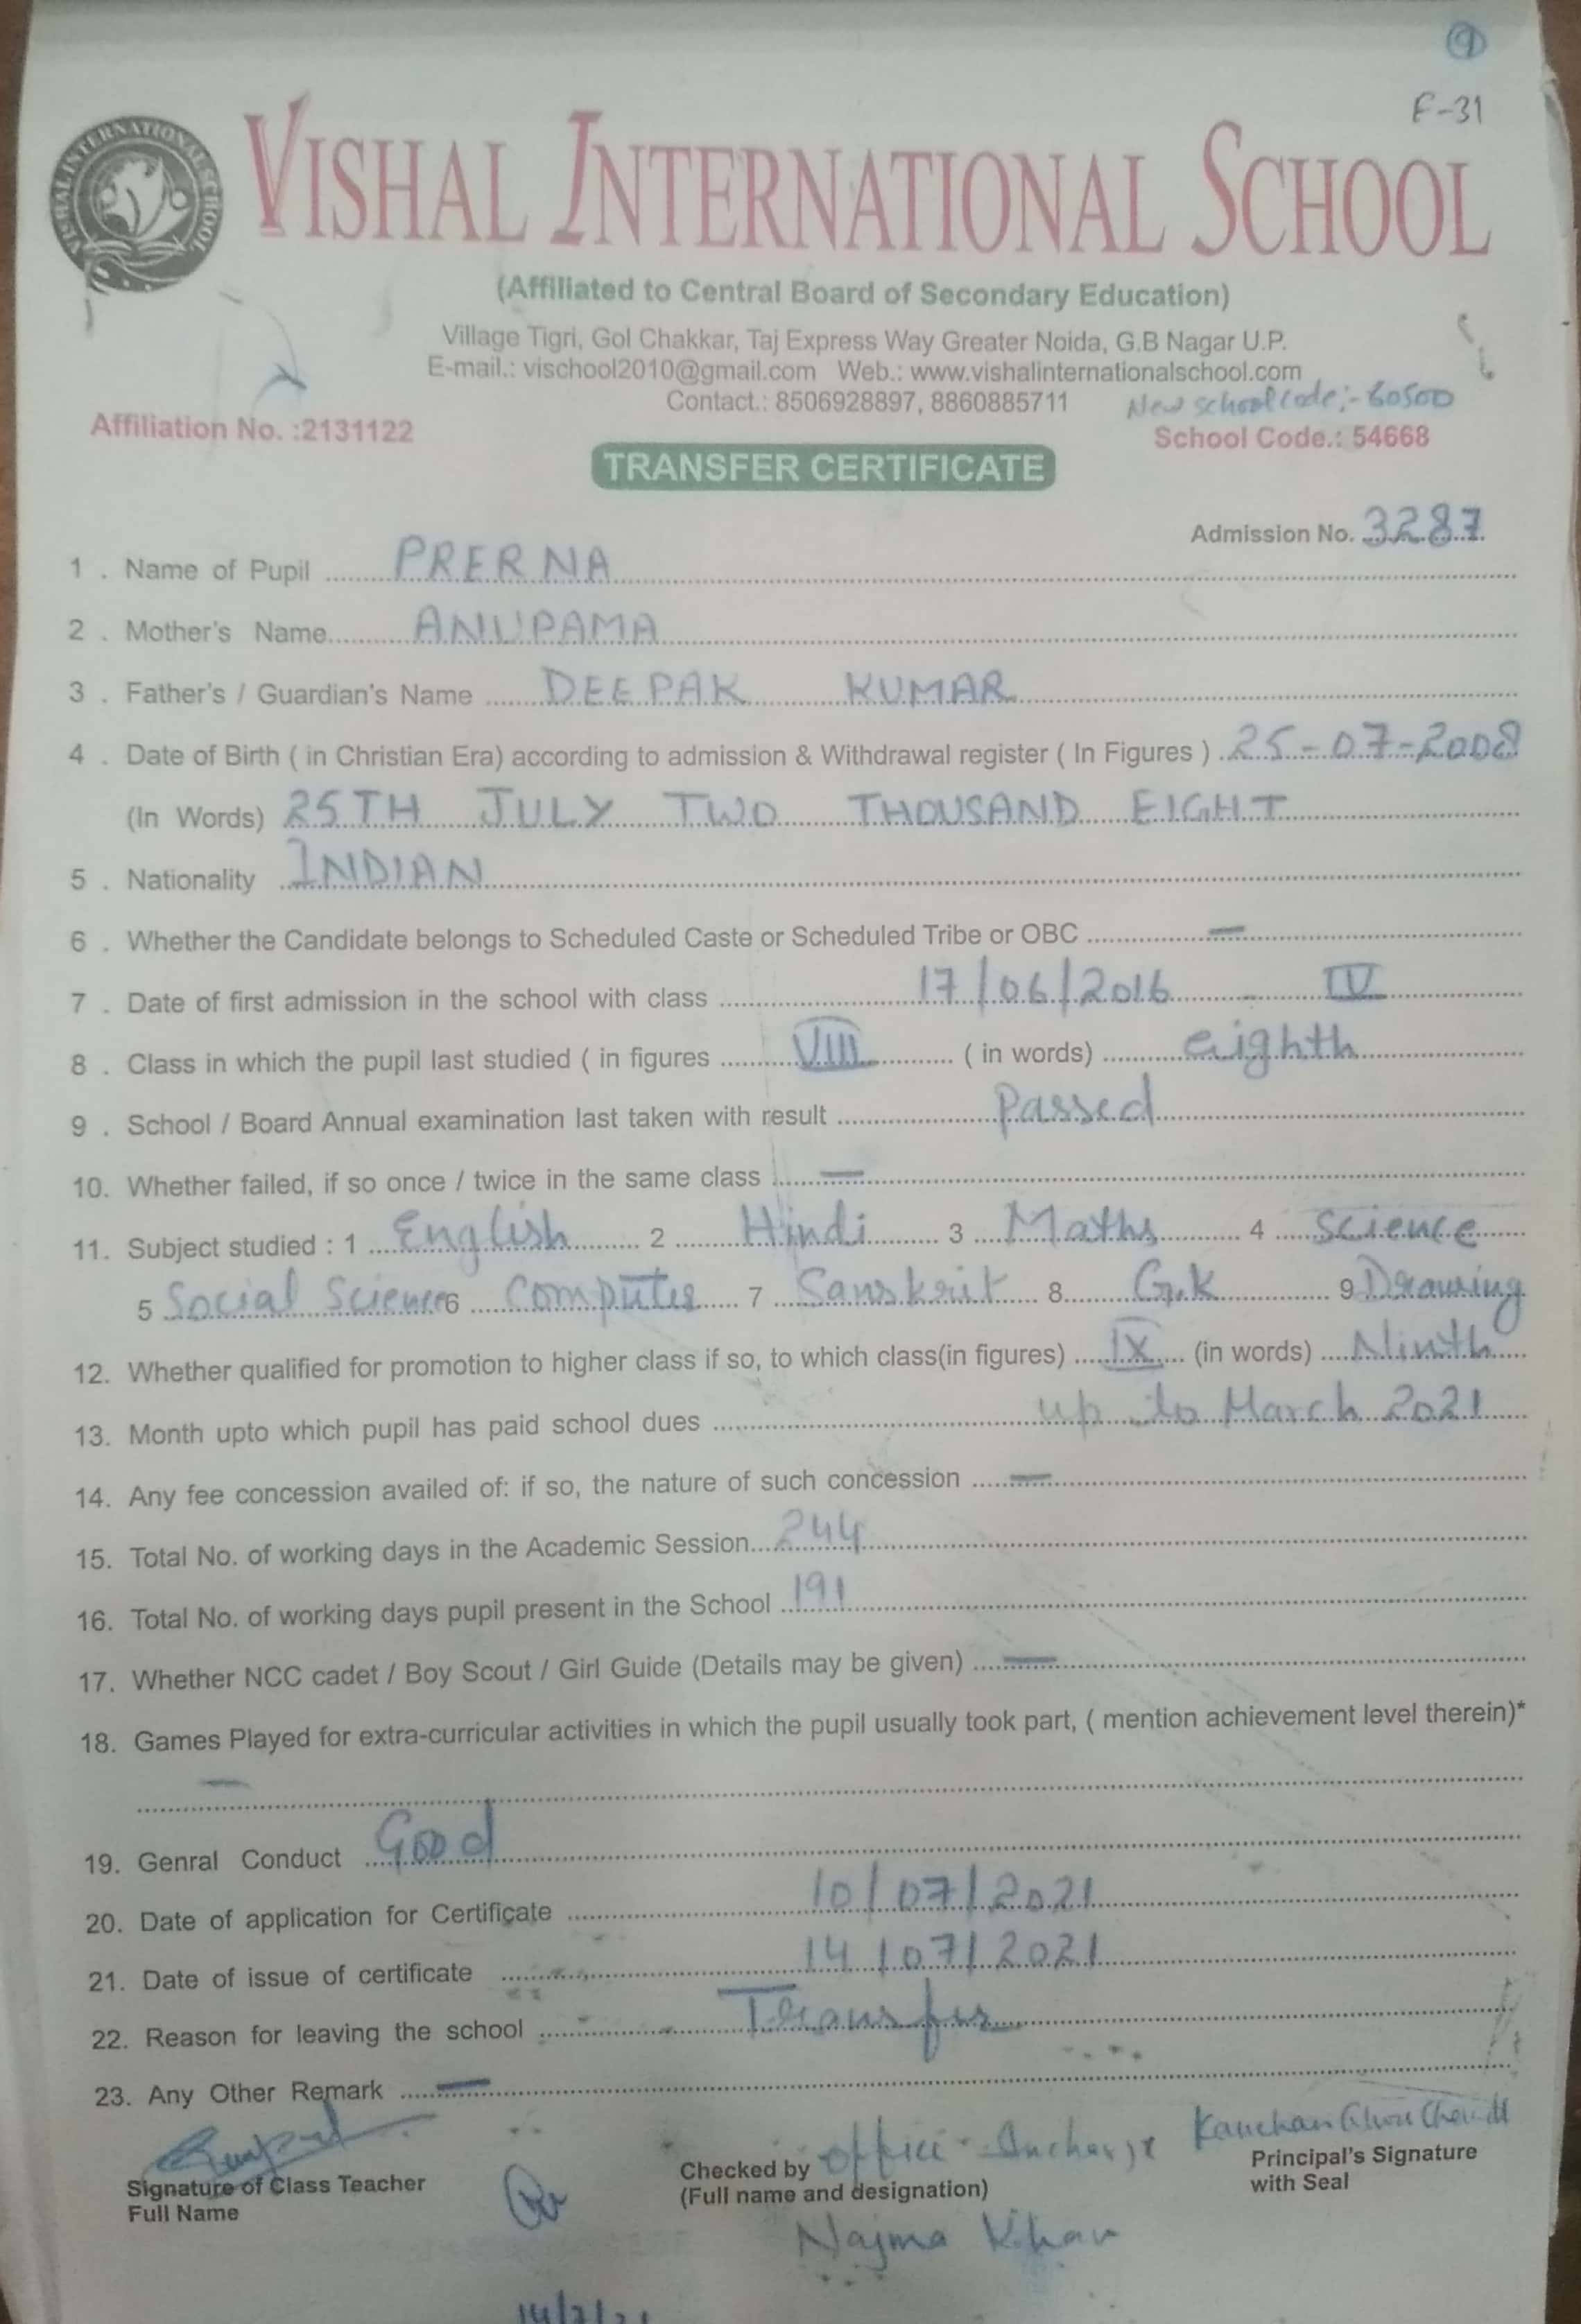 9
F-31
VISHAL INTERNATIONAL SCHOOL
VISHAL INTERNATIONAL SCHOOL
(Affiliated to Central Board of Secondary Education)
Village Tigri, Gol Chakkar, Taj Express Way Greater Noida, G.B Nagar U.P.
E-mail.: vischool2010@gmail.com Web.: www.vishalinternationalschool.com
Contact.: 8506928897, 8860885711 New school Code:- 60500
Affiliation No. :2131122 School Code.: 54668
TRANSFER CERTIFICATE
Admission No. 3287
1 . Name of Pupil PRERNA
2 . Mother's Name ANUPAMA
3 . Father's / Guardian's Name DEEPAK KUMAR
4 . Date of Birth ( in Christian Era) according to admission & Withdrawal register ( In Figures ) 25-07-2008
(In Words) 25TH JULY TWO THOUSAND EIGHT
5 . Nationality INDIAN
6 . Whether the Candidate belongs to Scheduled Caste or Scheduled Tribe or OBC —
7 . Date of first admission in the school with class 17/06/2016 - IV
8 . Class in which the pupil last studied ( in figures VIII ( in words) eighth
9 . School / Board Annual examination last taken with result Passed
10. Whether failed, if so once / twice in the same class —
11. Subject studied : 1 English 2 Hindi 3 Maths 4 Science
5 Social Science 6 Computer 7 Sanskrit 8 G.K 9 Drawing
12. Whether qualified for promotion to higher class if so, to which class(in figures) IX (in words) Ninth
13. Month upto which pupil has paid school dues up to March 2021
14. Any fee concession availed of: if so, the nature of such concession —
15. Total No. of working days in the Academic Session 244
16. Total No. of working days pupil present in the School 191
17. Whether NCC cadet / Boy Scout / Girl Guide (Details may be given) —
18. Games Played for extra-curricular activities in which the pupil usually took part, ( mention achievement level therein)*
—
19. Genral Conduct Good
20. Date of application for Certificate 10/07/2021
21. Date of issue of certificate 14/07/2021
22. Reason for leaving the school Transfer
23. Any Other Remark —
Signature of Class Teacher Checked by Office Incharge Kanchan Principal's Signature
Full Name (Full name and designation) with Seal
Najma Khan
14/7/21